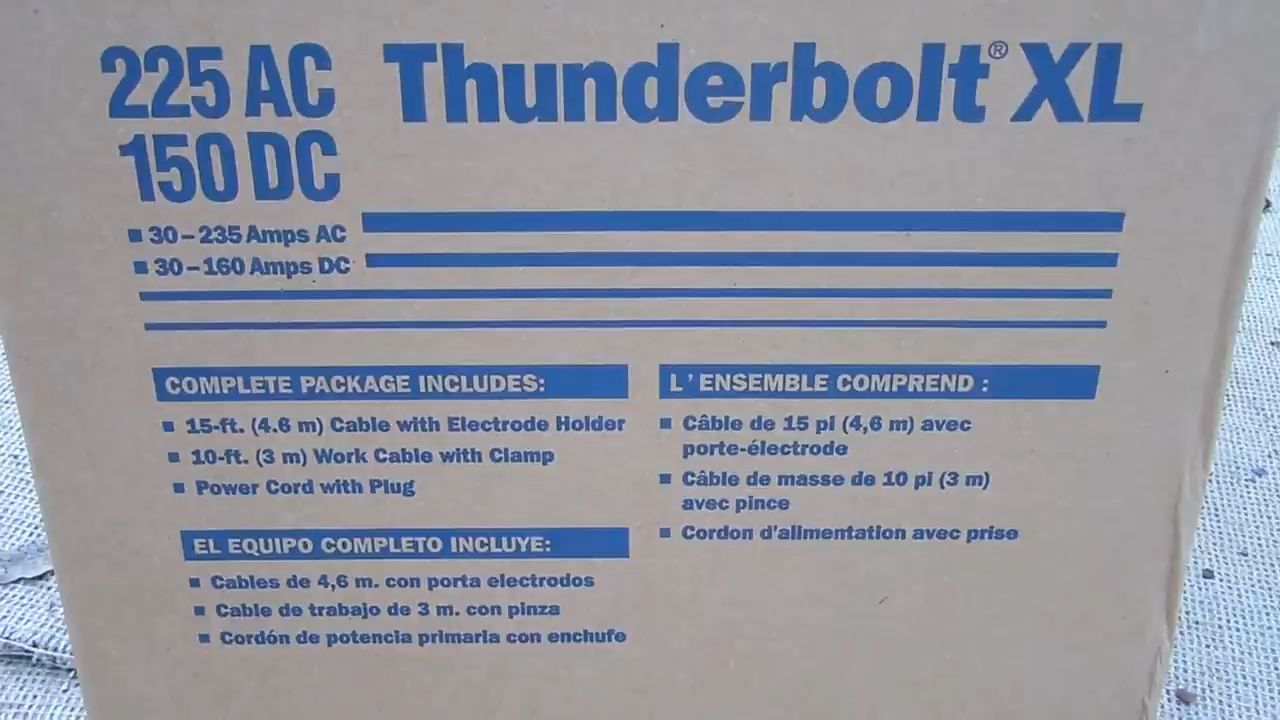 225 AC
150 DC
Thunderbolt® XL
■ 30–235 Amps AC
■ 30–160 Amps DC
COMPLETE PACKAGE INCLUDES:
■ 15-ft. (4.6 m) Cable with Electrode Holder
■ 10-ft. (3 m) Work Cable with Clamp
■ Power Cord with Plug
EL EQUIPO COMPLETO INCLUYE:
■ Cables de 4,6 m. con porta electrodos
■ Cable de trabajo de 3 m. con pinza
■ Cordón de potencia primaria con enchufe
L'ENSEMBLE COMPREND :
■ Câble de 15 pi (4,6 m) avec
porte-électrode
■ Câble de masse de 10 pi (3 m)
avec pince
■ Cordon d'alimentation avec prise